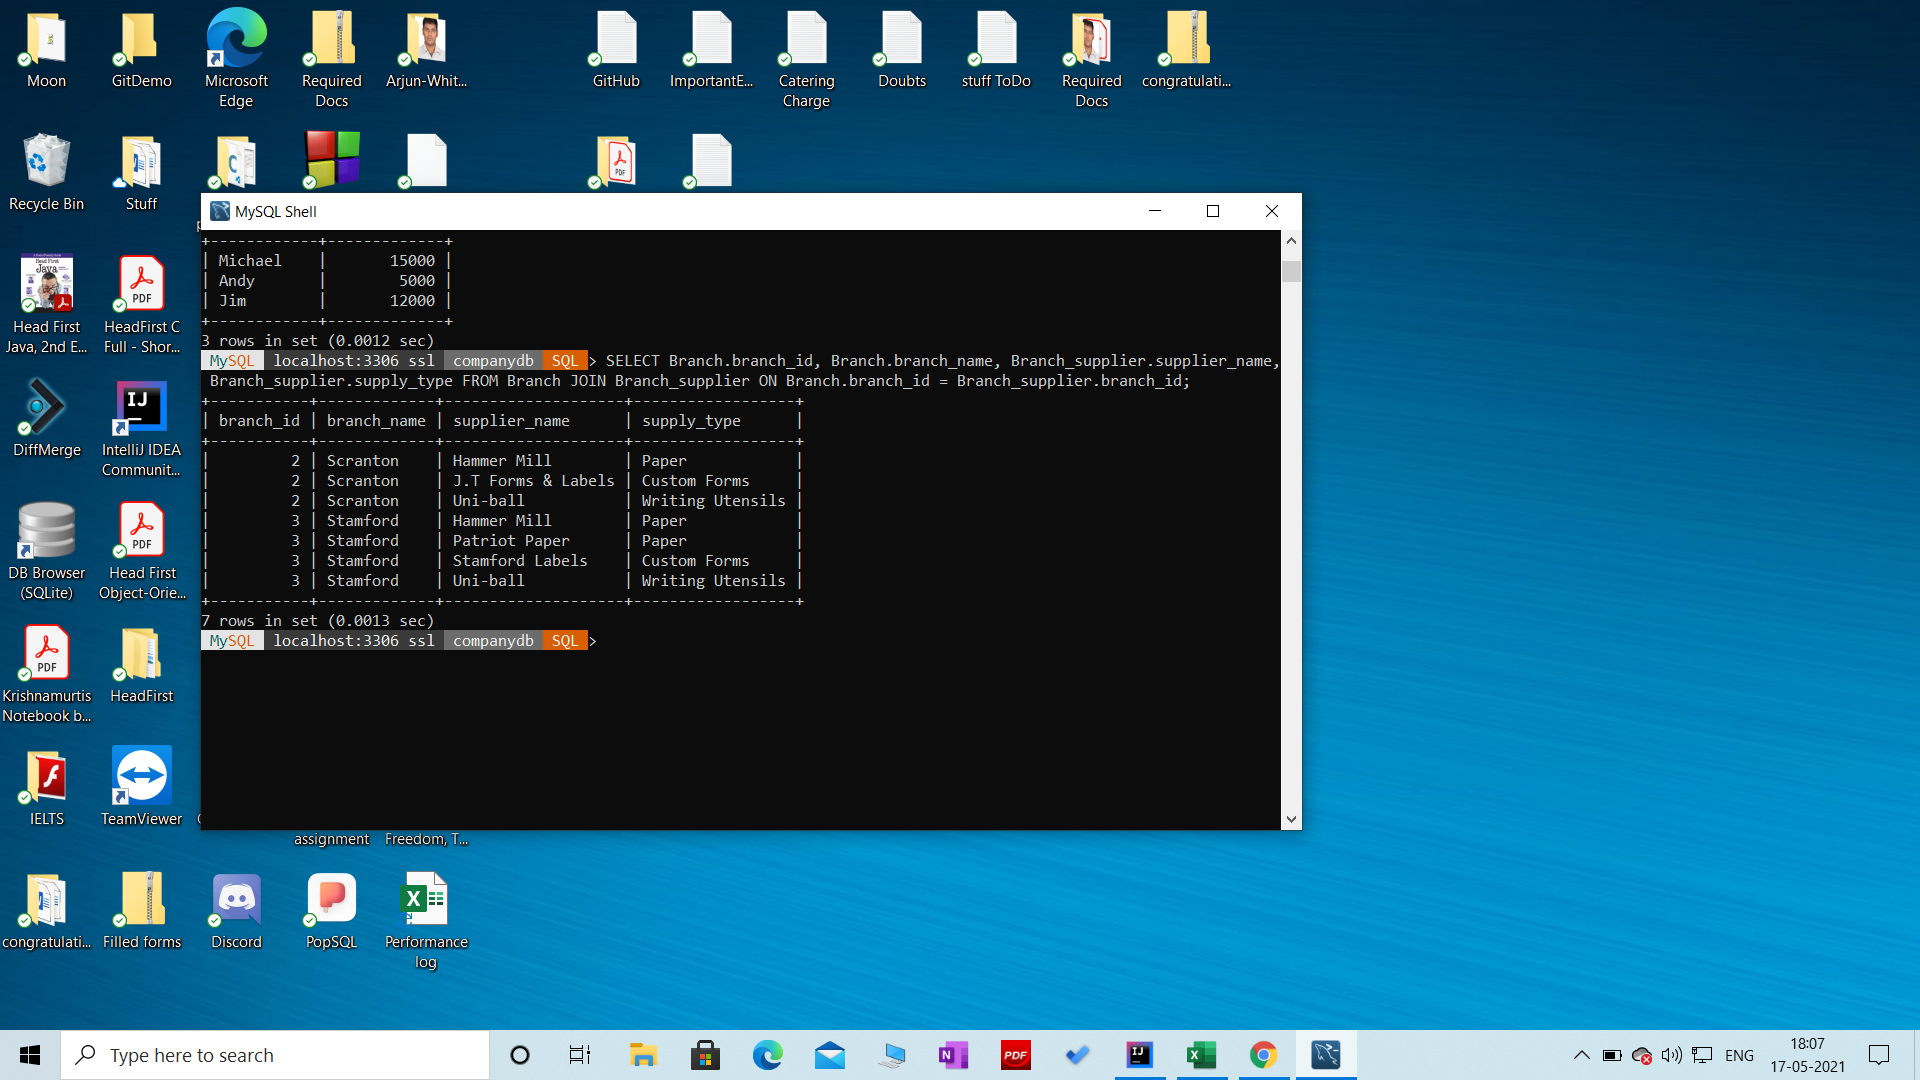 Moon
GitDemo
Microsoft
Edge
Required
Docs
Arjun-Whit...
GitHub
ImportantE...
Catering
Charge
Doubts
stuff ToDo
Required
Docs
congratulati...
Recycle Bin
Stuff
Head First
Java, 2nd E...
HeadFirst C
Full - Shor...
DiffMerge
IntelliJ IDEA
Communit...
DB Browser
(SQLite)
Head First
Object-Orie...
Krishnamurtis
Notebook b...
HeadFirst
IELTS
TeamViewer
assignment
Freedom, T...
congratulati...
Filled forms
Discord
PopSQL
Performance
log
MySQL Shell
+------------+-------------+
| Michael    |       15000 |
| Andy       |        5000 |
| Jim        |       12000 |
+------------+-------------+
3 rows in set (0.0012 sec)
MySQL localhost:3306 ssl companydb SQL > SELECT Branch.branch_id, Branch.branch_name, Branch_supplier.supplier_name,
Branch_supplier.supply_type FROM Branch JOIN Branch_supplier ON Branch.branch_id = Branch_supplier.branch_id;
+-----------+-------------+--------------------+------------------+
| branch_id | branch_name | supplier_name      | supply_type      |
+-----------+-------------+--------------------+------------------+
|         2 | Scranton    | Hammer Mill        | Paper            |
|         2 | Scranton    | J.T Forms & Labels | Custom Forms     |
|         2 | Scranton    | Uni-ball           | Writing Utensils |
|         3 | Stamford    | Hammer Mill        | Paper            |
|         3 | Stamford    | Patriot Paper      | Paper            |
|         3 | Stamford    | Stamford Labels    | Custom Forms     |
|         3 | Stamford    | Uni-ball           | Writing Utensils |
+-----------+-------------+--------------------+------------------+
7 rows in set (0.0013 sec)
MySQL localhost:3306 ssl companydb SQL >
Type here to search
ENG
18:07
17-05-2021